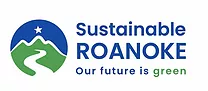 Sustainable
ROANOKE
Our future is green